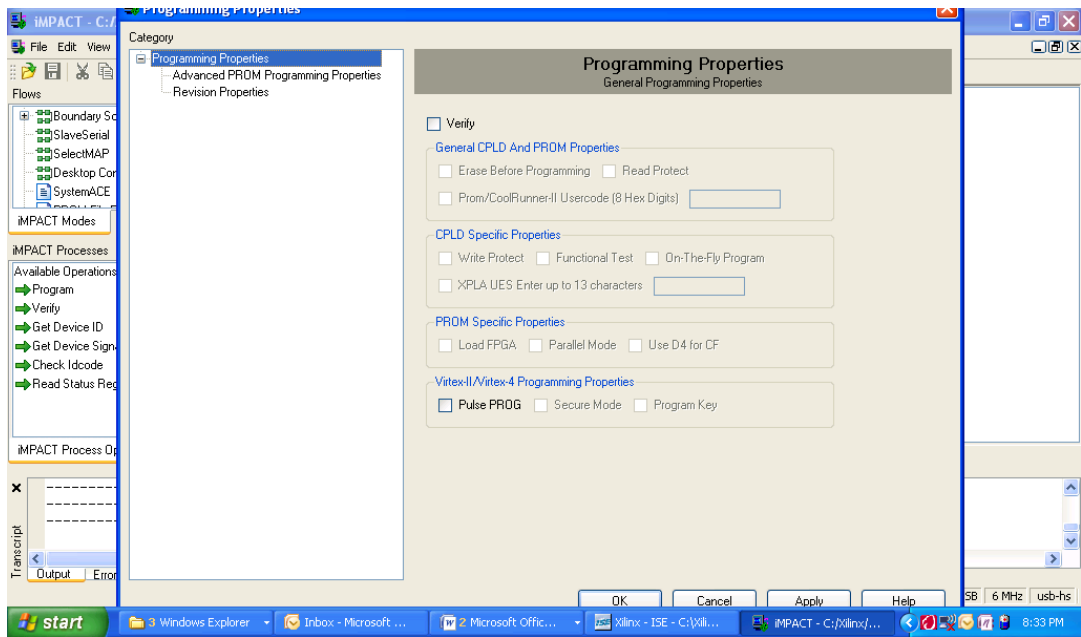 iMPACT - C:/
Programming Properties
File Edit View
Category
Programming Properties
Advanced PROM Programming Properties
Revision Properties
Programming Properties
General Programming Properties
Flows
Boundary Sc
SlaveSerial
SelectMAP
Desktop Con
SystemACE
iMPACT Modes
Verify
General CPLD And PROM Properties
Erase Before Programming Read Protect
Prom/CoolRunner-II Usercode (8 Hex Digits)
CPLD Specific Properties
Write Protect Functional Test On-The-Fly Program
XPLA UES Enter up to 13 characters
PROM Specific Properties
Load FPGA Parallel Mode Use D4 for CF
Virtex-II/Virtex-4 Programming Properties
Pulse PROG Secure Mode Program Key
iMPACT Processes
Available Operations
Program
Verify
Get Device ID
Get Device Sign
Check Idcode
Read Status Reg
iMPACT Process Op
Transcript
Output Error
OK Cancel Apply Help
SB 6 MHz usb-hs
start 3 Windows Explorer Inbox - Microsoft ... 2 Microsoft Offic... Xilinx - ISE - C:\Xili... iMPACT - C:/Xilinx/... 8:33 PM